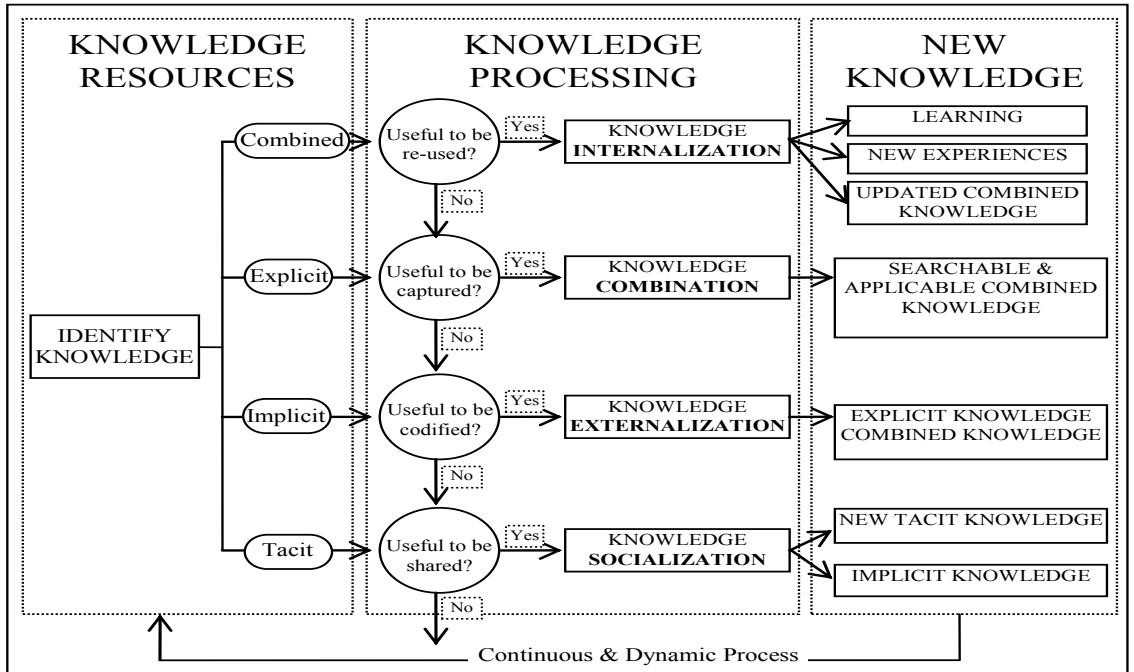 KNOWLEDGE
RESOURCES
KNOWLEDGE
PROCESSING
NEW
KNOWLEDGE
Combined
Useful to be
re-used?
Yes
KNOWLEDGE
INTERNALIZATION
LEARNING
NEW EXPERIENCES
UPDATED COMBINED
KNOWLEDGE
No
Explicit
Useful to be
captured?
Yes
KNOWLEDGE
COMBINATION
SEARCHABLE &
APPLICABLE COMBINED
KNOWLEDGE
No
IDENTIFY
KNOWLEDGE
Implicit
Useful to be
codified?
Yes
KNOWLEDGE
EXTERNALIZATION
EXPLICIT KNOWLEDGE
COMBINED KNOWLEDGE
No
Tacit
Useful to be
shared?
Yes
KNOWLEDGE
SOCIALIZATION
NEW TACIT KNOWLEDGE
IMPLICIT KNOWLEDGE
No
Continuous & Dynamic Process